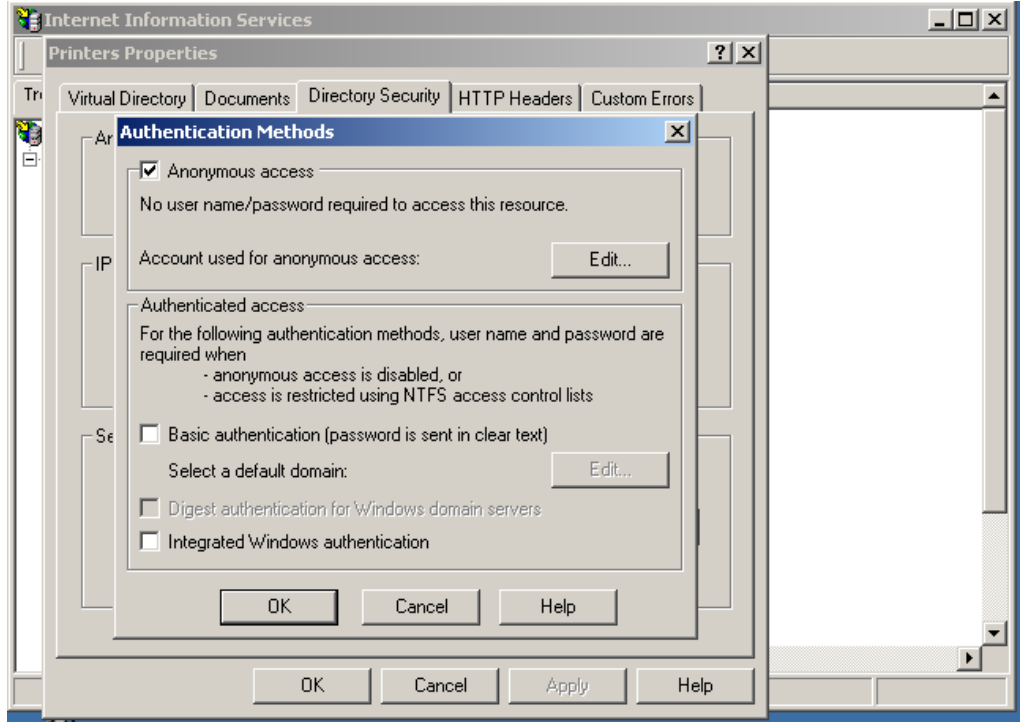 Internet Information Services
Printers Properties
Virtual Directory Documents Directory Security HTTP Headers Custom Errors
Authentication Methods
Anonymous access
No user name/password required to access this resource.
Account used for anonymous access: Edit...
Authenticated access
For the following authentication methods, user name and password are
required when
- anonymous access is disabled, or
- access is restricted using NTFS access control lists
Basic authentication (password is sent in clear text)
Select a default domain: Edit...
Digest authentication for Windows domain servers
Integrated Windows authentication
OK Cancel Help
OK Cancel Apply Help